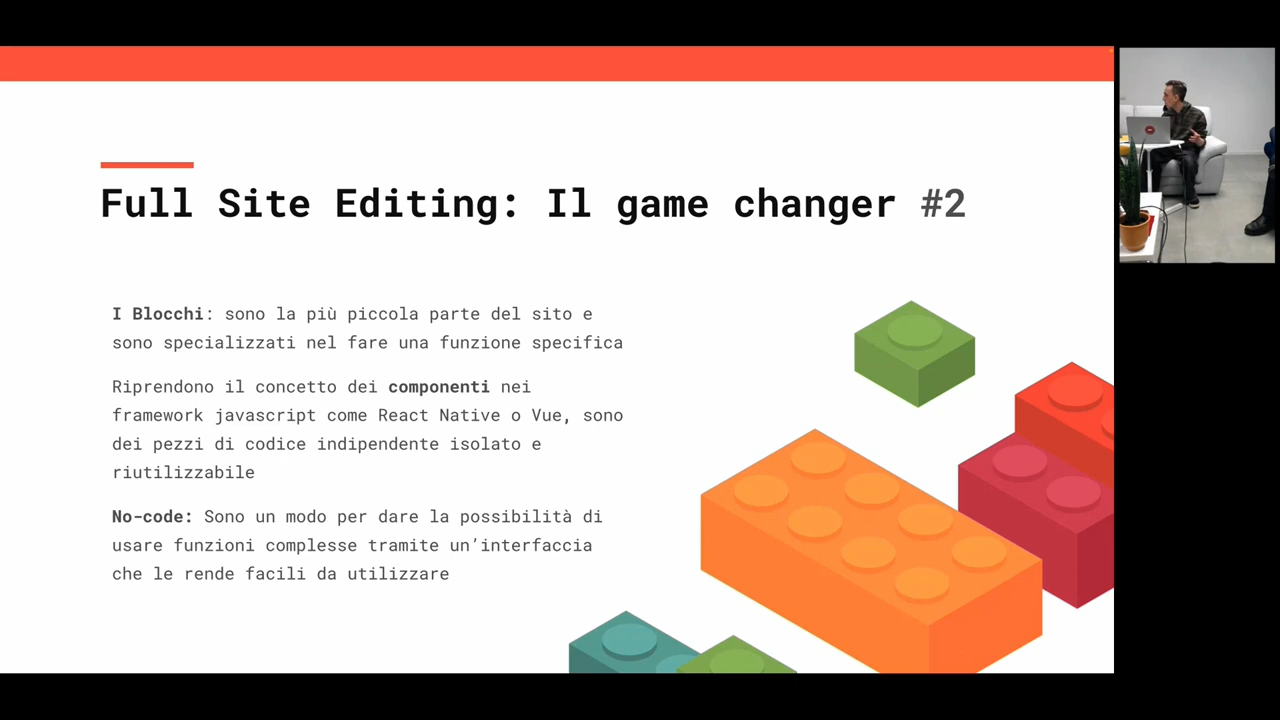 Full Site Editing: Il game changer #2
I Blocchi: sono la più piccola parte del sito e
sono specializzati nel fare una funzione specifica
Riprendono il concetto dei componenti nei
framework javascript come React Native o Vue, sono
dei pezzi di codice indipendente isolato e
riutilizzabile
No-code: Sono un modo per dare la possibilità di
usare funzioni complesse tramite un’interfaccia
che le rende facili da utilizzare